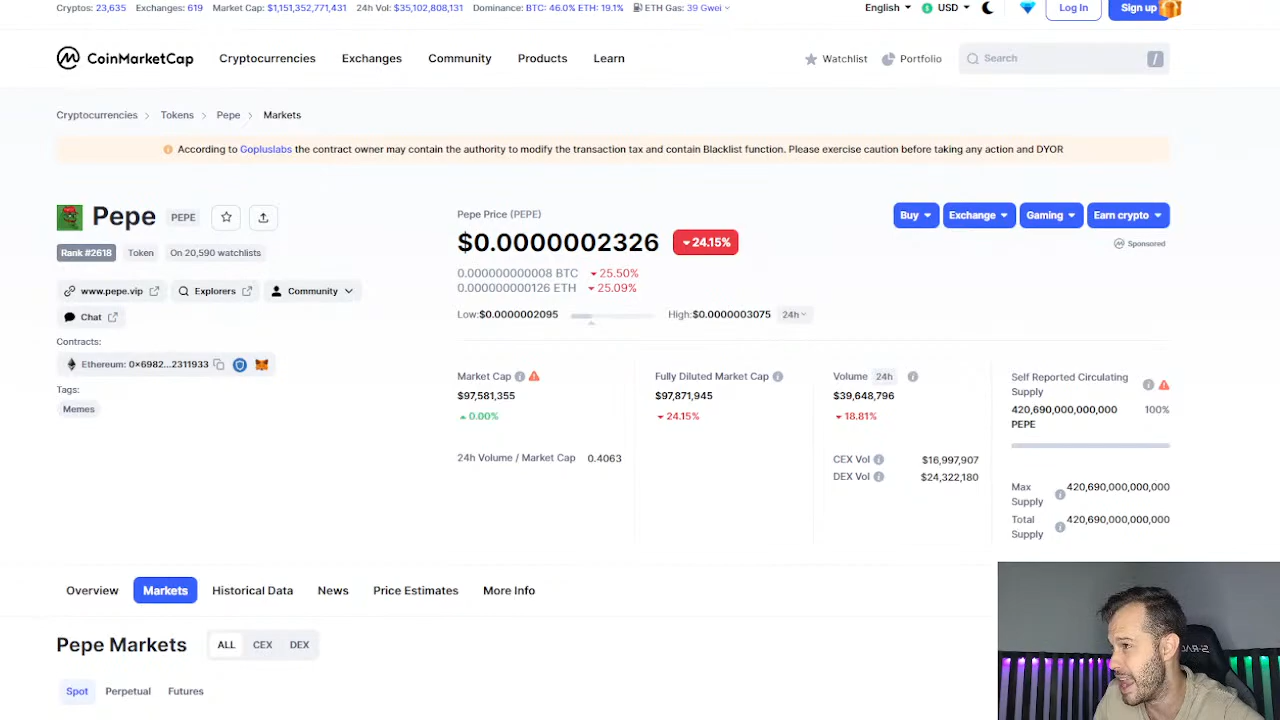 Cryptos: 23,635 Exchanges: 619 Market Cap: $1,151,352,771,431 24h Vol: $35,102,808,131 Dominance: BTC: 46.0% ETH: 19.1% ETH Gas: 39 Gwei English USD Log In Sign up
CoinMarketCap Cryptocurrencies Exchanges Community Products Learn Watchlist Portfolio Search /
Cryptocurrencies > Tokens > Pepe > Markets
According to Gopluslabs the contract owner may contain the authority to modify the transaction tax and contain Blacklist function. Please exercise caution before taking any action and DYOR
Pepe PEPE
Rank #2618 Token On 20,590 watchlists
www.pepe.vip Explorers Community
Chat
Contracts:
Ethereum: 0x6982...2311933
Tags:
Memes
Pepe Price (PEPE)
$0.0000002326 24.15%
0.000000000008 BTC 25.50%
0.000000000126 ETH 25.09%
Low: $0.0000002095 High: $0.0000003075 24h
Buy Exchange Gaming Earn crypto
Sponsored
Market Cap
$97,581,355
0.00%
24h Volume / Market Cap 0.4063
Fully Diluted Market Cap
$97,871,945
24.15%
Volume 24h
$39,648,796
18.81%
CEX Vol $16,997,907
DEX Vol $24,322,180
Self Reported Circulating
Supply
420,690,000,000,000 100%
PEPE
Max
Supply
420,690,000,000,000
Total
Supply
420,690,000,000,000
Overview Markets Historical Data News Price Estimates More Info
Pepe Markets ALL CEX DEX
Spot Perpetual Futures